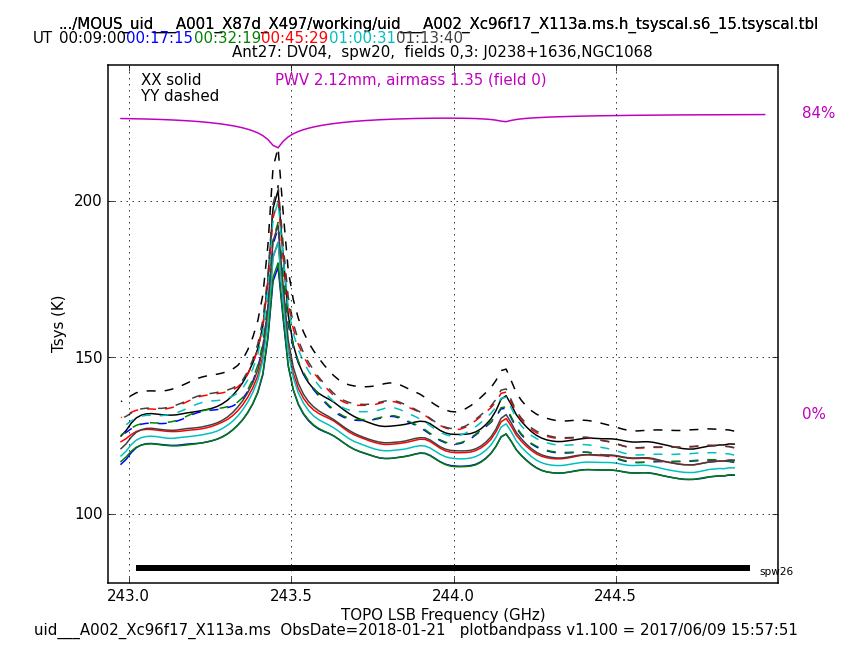 .../MOUS_uid___A001_X87d_X497/working/uid___A002_Xc96f17_X113a.ms.h_tsyscal.s6_15.tsyscal.tbl
UT 00:09:00 00:17:15 00:32:19 00:45:29 01:00:31 01:13:40
Ant27: DV04,  spw20,  fields 0,3: J0238+1636,NGC1068
XX solid
PWV 2.12mm, airmass 1.35 (field 0)
YY dashed
84%
200
150
Tsys (K)
0%
100
spw26
243.0 243.5 244.0 244.5
TOPO LSB Frequency (GHz)
uid___A002_Xc96f17_X113a.ms  ObsDate=2018-01-21   plotbandpass v1.100 = 2017/06/09 15:57:51